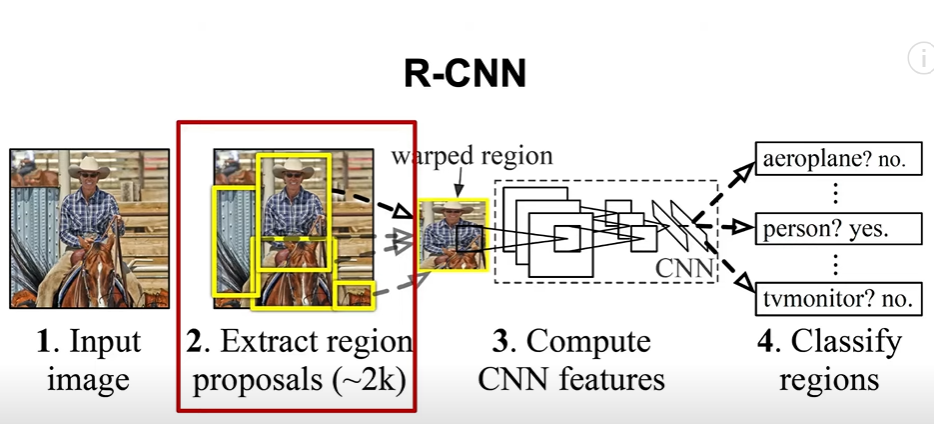 R-CNN
warped region
aeroplane? no.
person? yes.
CNN
tvmonitor? no.
1. Input
image
2. Extract region
proposals (~2k)
3. Compute
CNN features
4. Classify
regions